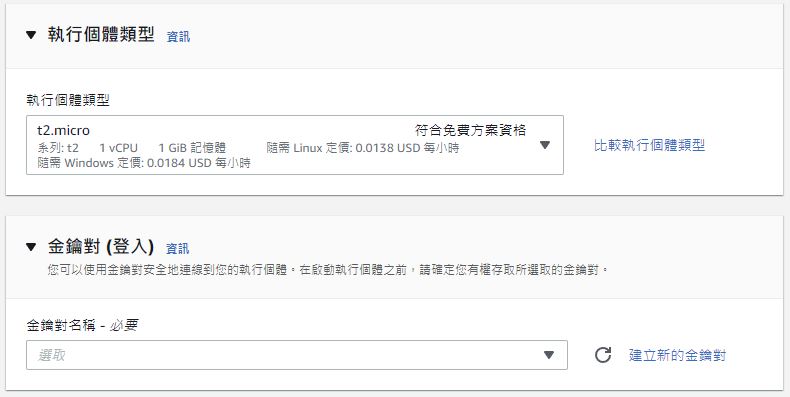 執行個體類型 資訊
執行個體類型
t2.micro 符合免費方案資格
系列: t2 1 vCPU 1 GiB 記憶體 隨需 Linux 定價: 0.0138 USD 每小時
隨需 Windows 定價: 0.0184 USD 每小時
比較執行個體類型
金鑰對 (登入) 資訊
您可以使用金鑰對安全地連線到您的執行個體。在啟動執行個體之前，請確定您有權存取所選取的金鑰對。
金鑰對名稱 - 必要
選取
建立新的金鑰對